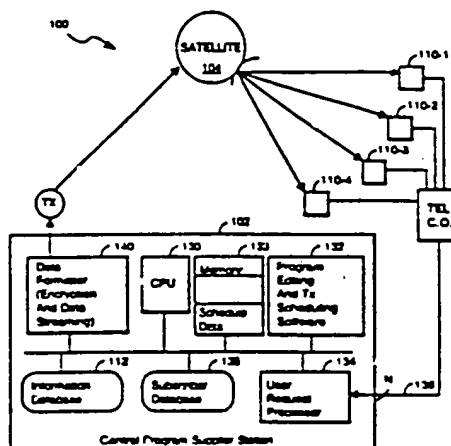 100
SATELLITE
104
110-1
110-2
110-3
110-4
TX
TEL
C.O.
102
140
130
133
132
Data
Formatter
(Encryption
And Data
Streaming)
CPU
Memory
Schedule
Data
Program
Editing
And Tx
Scheduling
Software
112
135
134
N
136
Information
Database
Subscriber
Database
User
Request
Processor
Central Program Supplier Station